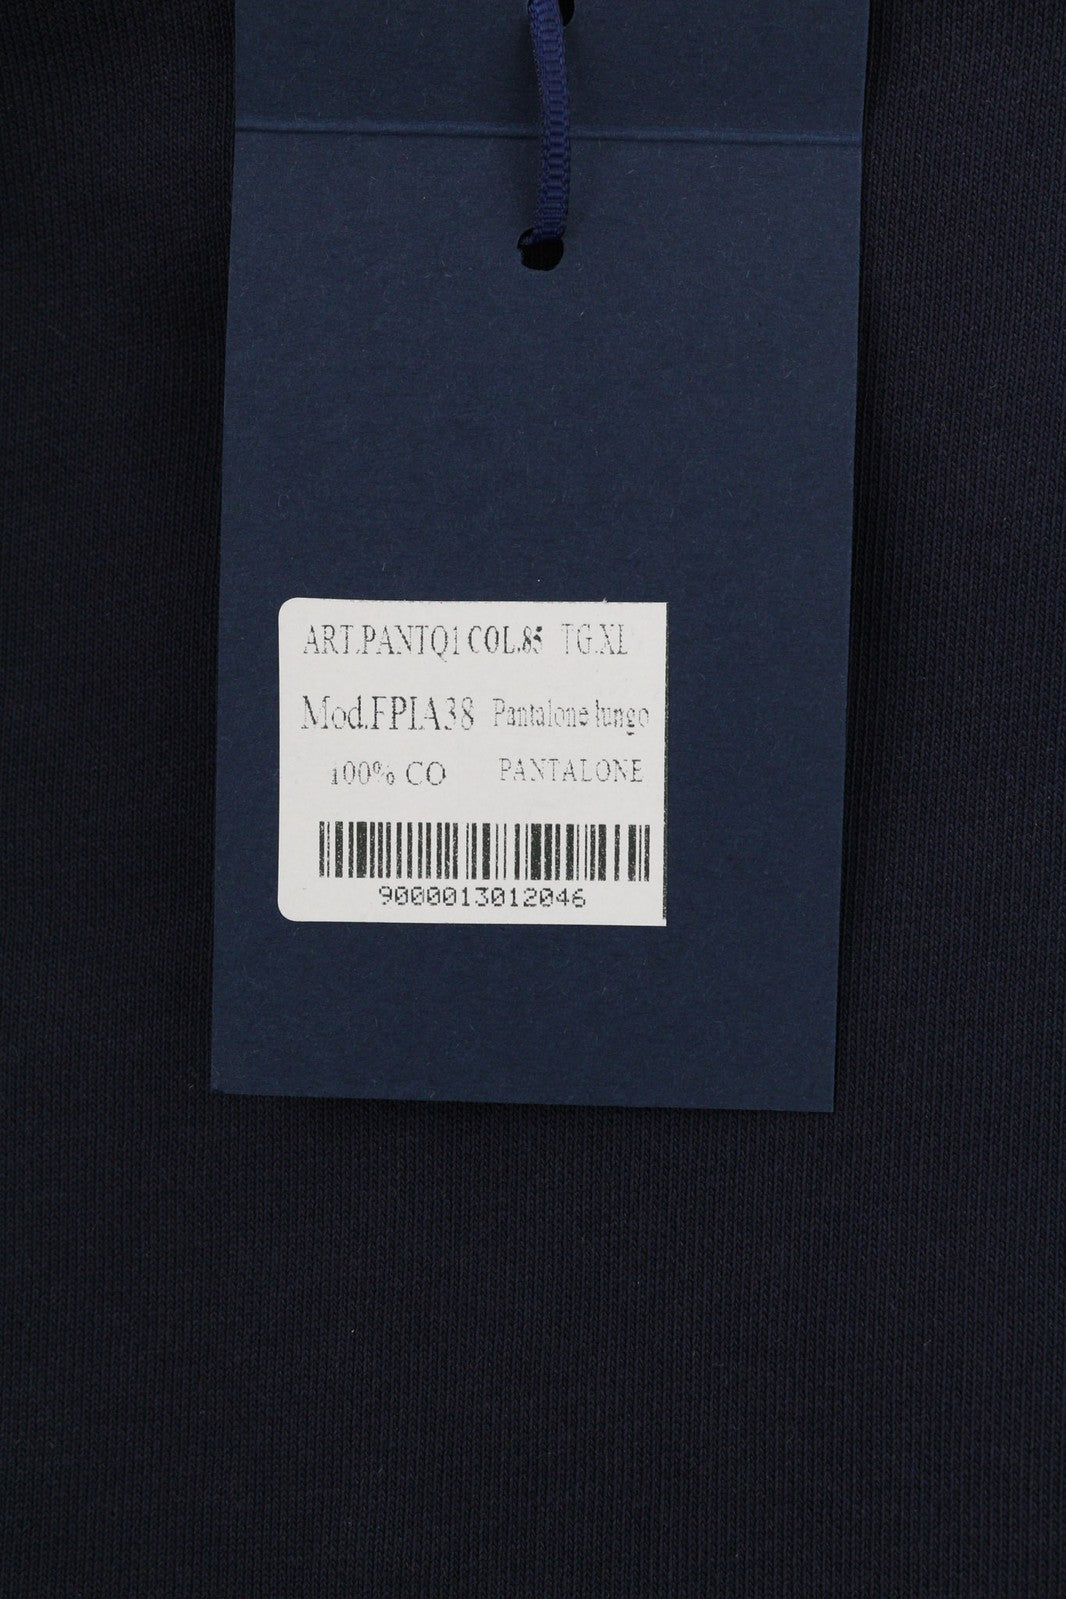 ART.PANTQ1 COL.85 TG.XL
Mod.FPIA38 Pantalone lungo
100% CO PANTALONE
9000013012046